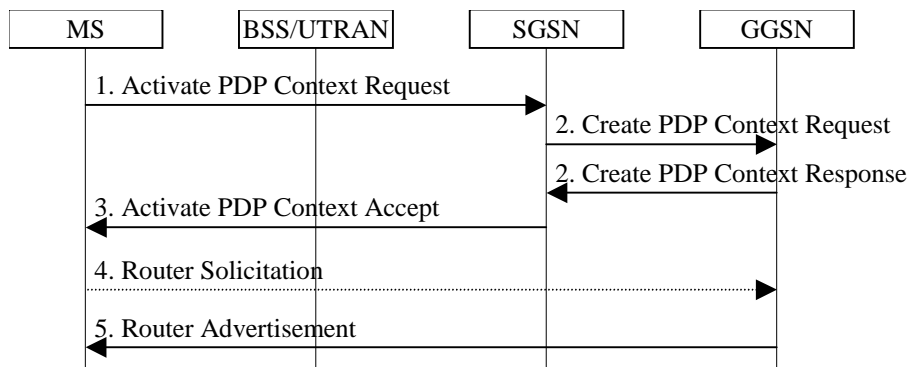 MS
BSS/UTRAN
SGSN
GGSN
1. Activate PDP Context Request
2. Create PDP Context Request
2. Create PDP Context Response
3. Activate PDP Context Accept
4. Router Solicitation
5. Router Advertisement